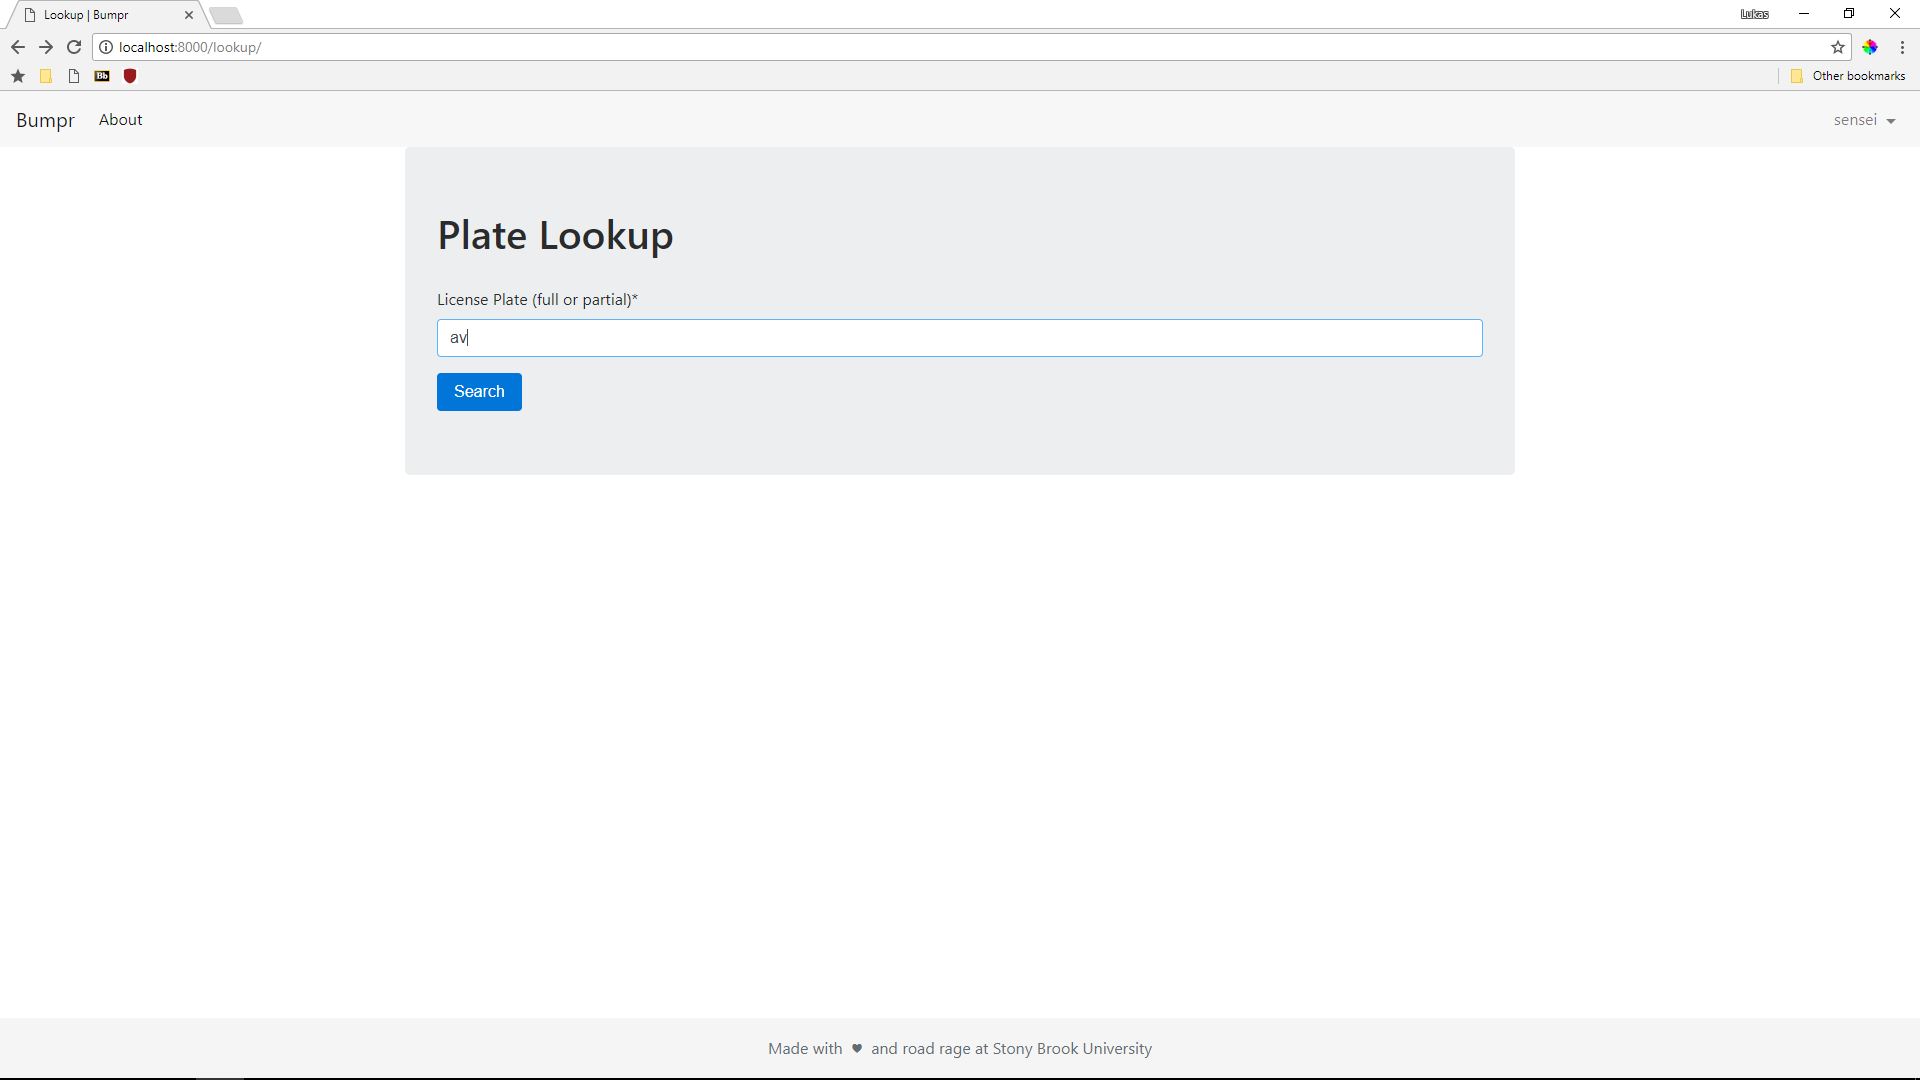 Lookup | Bumpr
Lukas
localhost:8000/lookup/
Bb
Other bookmarks
Bumpr
About
sensei
Plate Lookup
License Plate (full or partial)*
av
Search
Made with ♥ and road rage at Stony Brook University